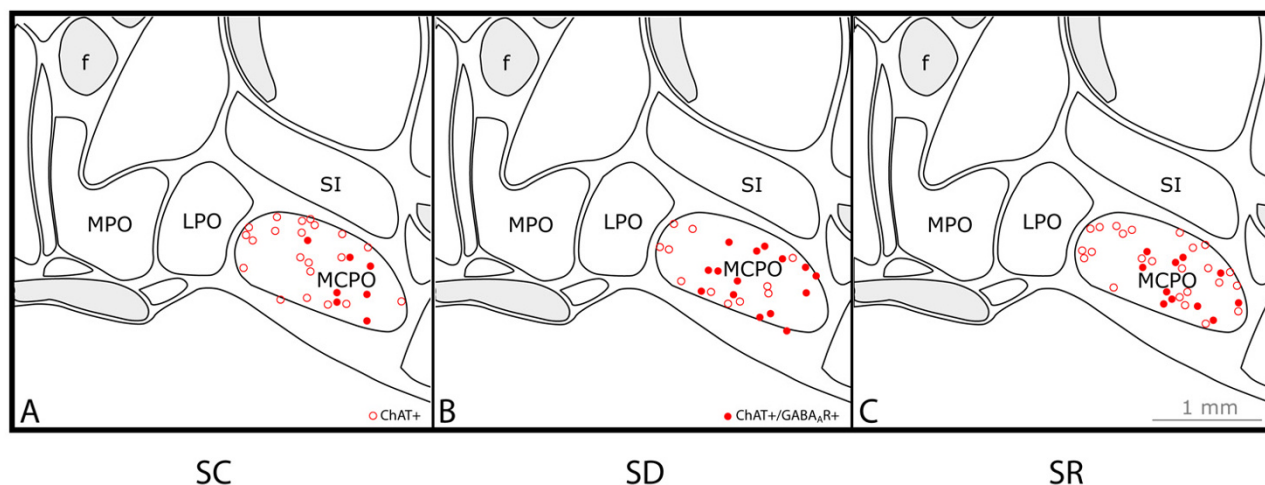 f
SI
MPO
LPO
MCPO
A
ChAT+
f
SI
MPO
LPO
MCPO
B
ChAT+/GABA_AR+
f
SI
MPO
LPO
MCPO
C
1 mm
SC
SD
SR